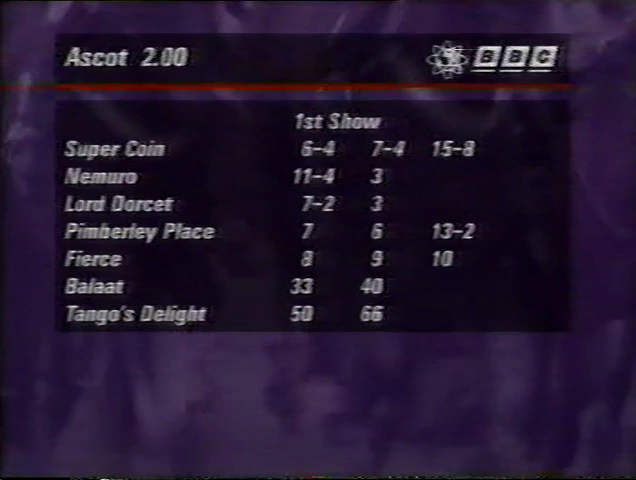 Ascot 2.00 BBC
1st Show
Super Coin 6-4 7-4 15-8
Nemuro 11-4 3
Lord Dorcet 7-2 3
Pimberley Place 7 6 13-2
Fierce 8 9 10
Balaat 33 40
Tango's Delight 50 66